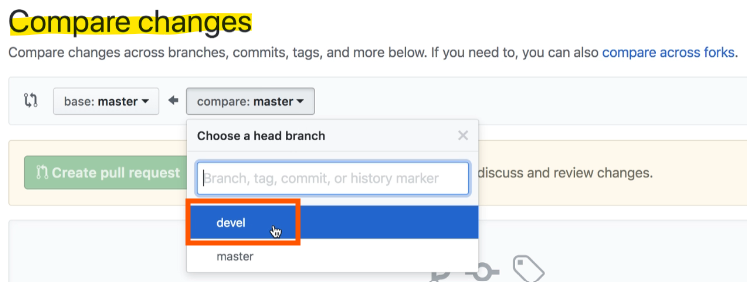 Compare changes
Compare changes across branches, commits, tags, and more below. If you need to, you can also compare across forks.
base: master
compare: master
Choose a head branch
Create pull request
Branch, tag, commit, or history marker
discuss and review changes.
devel
master